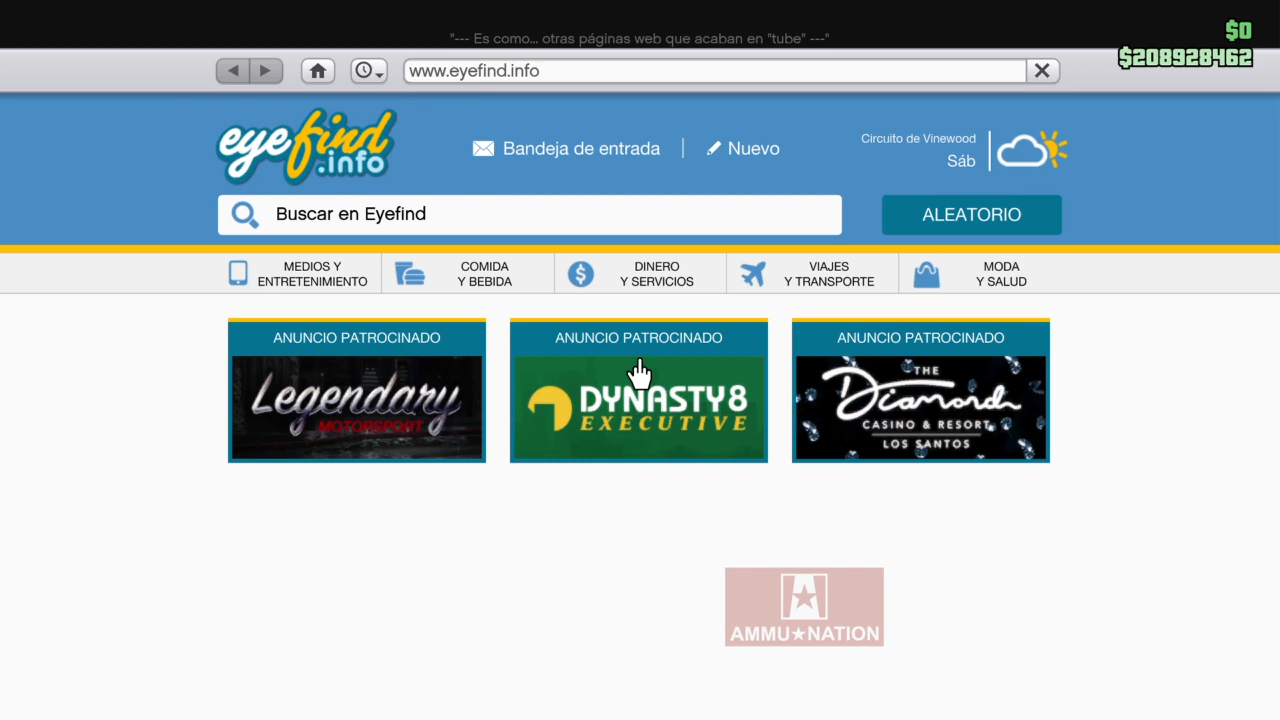 "--- Es como... otras páginas web que acaban en "tube" ---"
$0
$208928462
www.eyefind.info
eyefind
.info
Bandeja de entrada
Nuevo
Circuito de Vinewood
Sáb
Buscar en Eyefind
ALEATORIO
MEDIOS Y
ENTRETENIMIENTO
COMIDA
Y BEBIDA
DINERO
Y SERVICIOS
VIAJES
Y TRANSPORTE
MODA
Y SALUD
ANUNCIO PATROCINADO
Legendary
MOTORSPORT
ANUNCIO PATROCINADO
DYNASTY8
EXECUTIVE
ANUNCIO PATROCINADO
THE
Diamond
CASINO & RESORT
LOS SANTOS
AMMU★NATION